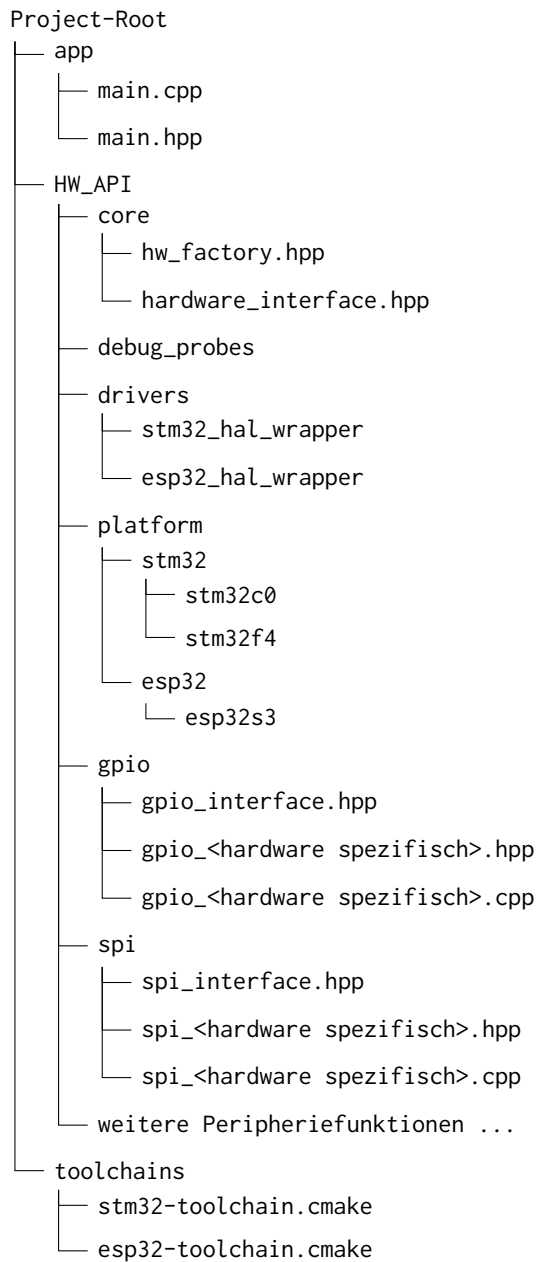 Project-Root
app
main.cpp
main.hpp
HW_API
core
hw_factory.hpp
hardware_interface.hpp
debug_probes
drivers
stm32_hal_wrapper
esp32_hal_wrapper
platform
stm32
stm32c0
stm32f4
esp32
esp32s3
gpio
gpio_interface.hpp
gpio_<hardware spezifisch>.hpp
gpio_<hardware spezifisch>.cpp
spi
spi_interface.hpp
spi_<hardware spezifisch>.hpp
spi_<hardware spezifisch>.cpp
weitere Peripheriefunktionen ...
toolchains
stm32-toolchain.cmake
esp32-toolchain.cmake